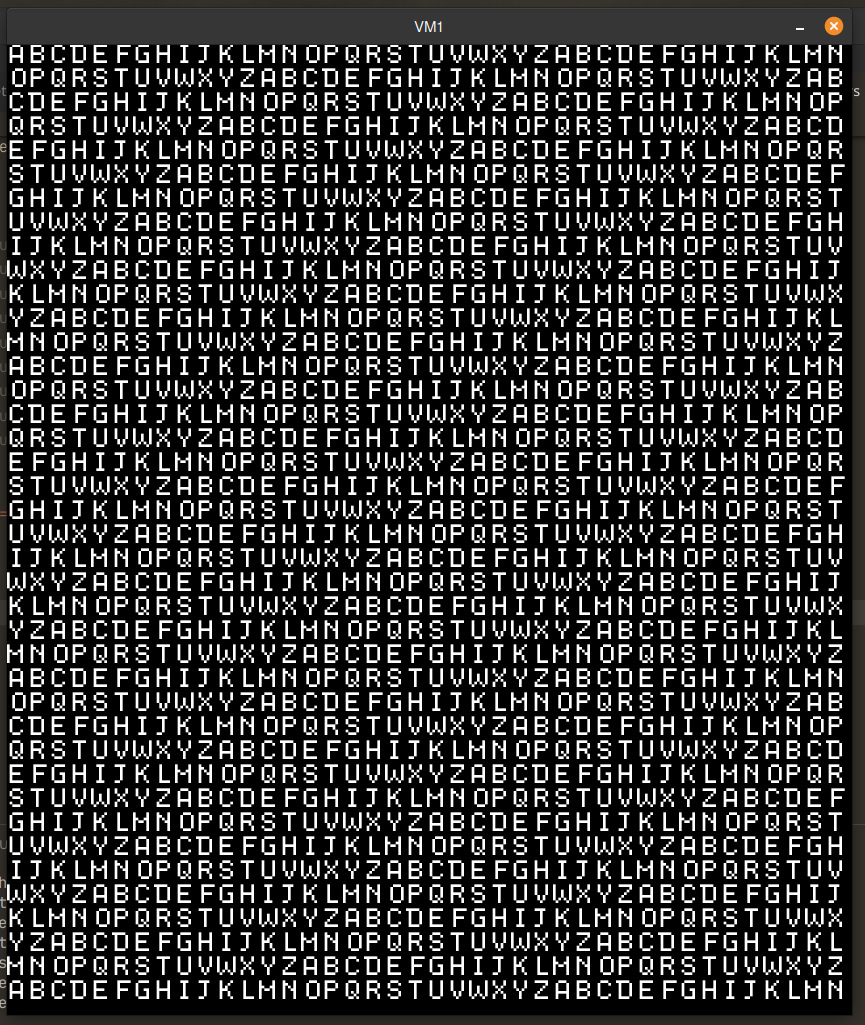 VM1
ABCDEFGHIJKLMNOPQRSTUVWXYZABCDEFGHIJKLMN
OPQRSTUVWXYZABCDEFGHIJKLMNOPQRSTUVWXYZAB
CDEFGHIJKLMNOPQRSTUVWXYZABCDEFGHIJKLMNOP
QRSTUVWXYZABCDEFGHIJKLMNOPQRSTUVWXYZABCD
EFGHIJKLMNOPQRSTUVWXYZABCDEFGHIJKLMNOPQR
STUVWXYZABCDEFGHIJKLMNOPQRSTUVWXYZABCDEF
GHIJKLMNOPQRSTUVWXYZABCDEFGHIJKLMNOPQRST
UVWXYZABCDEFGHIJKLMNOPQRSTUVWXYZABCDEFGH
IJKLMNOPQRSTUVWXYZABCDEFGHIJKLMNOPQRSTUV
WXYZABCDEFGHIJKLMNOPQRSTUVWXYZABCDEFGHIJ
KLMNOPQRSTUVWXYZABCDEFGHIJKLMNOPQRSTUVWX
YZABCDEFGHIJKLMNOPQRSTUVWXYZABCDEFGHIJKL
MNOPQRSTUVWXYZABCDEFGHIJKLMNOPQRSTUVWXYZ
ABCDEFGHIJKLMNOPQRSTUVWXYZABCDEFGHIJKLMN
OPQRSTUVWXYZABCDEFGHIJKLMNOPQRSTUVWXYZAB
CDEFGHIJKLMNOPQRSTUVWXYZABCDEFGHIJKLMNOP
QRSTUVWXYZABCDEFGHIJKLMNOPQRSTUVWXYZABCD
EFGHIJKLMNOPQRSTUVWXYZABCDEFGHIJKLMNOPQR
STUVWXYZABCDEFGHIJKLMNOPQRSTUVWXYZABCDEF
GHIJKLMNOPQRSTUVWXYZABCDEFGHIJKLMNOPQRST
UVWXYZABCDEFGHIJKLMNOPQRSTUVWXYZABCDEFGH
IJKLMNOPQRSTUVWXYZABCDEFGHIJKLMNOPQRSTUV
WXYZABCDEFGHIJKLMNOPQRSTUVWXYZABCDEFGHIJ
KLMNOPQRSTUVWXYZABCDEFGHIJKLMNOPQRSTUVWX
YZABCDEFGHIJKLMNOPQRSTUVWXYZABCDEFGHIJKL
MNOPQRSTUVWXYZABCDEFGHIJKLMNOPQRSTUVWXYZ
ABCDEFGHIJKLMNOPQRSTUVWXYZABCDEFGHIJKLMN
OPQRSTUVWXYZABCDEFGHIJKLMNOPQRSTUVWXYZAB
CDEFGHIJKLMNOPQRSTUVWXYZABCDEFGHIJKLMNOP
QRSTUVWXYZABCDEFGHIJKLMNOPQRSTUVWXYZABCD
EFGHIJKLMNOPQRSTUVWXYZABCDEFGHIJKLMNOPQR
STUVWXYZABCDEFGHIJKLMNOPQRSTUVWXYZABCDEF
GHIJKLMNOPQRSTUVWXYZABCDEFGHIJKLMNOPQRST
UVWXYZABCDEFGHIJKLMNOPQRSTUVWXYZABCDEFGH
IJKLMNOPQRSTUVWXYZABCDEFGHIJKLMNOPQRSTUV
WXYZABCDEFGHIJKLMNOPQRSTUVWXYZABCDEFGHIJ
KLMNOPQRSTUVWXYZABCDEFGHIJKLMNOPQRSTUVWX
YZABCDEFGHIJKLMNOPQRSTUVWXYZABCDEFGHIJKL
MNOPQRSTUVWXYZABCDEFGHIJKLMNOPQRSTUVWXYZ
ABCDEFGHIJKLMNOPQRSTUVWXYZABCDEFGHIJKLMN